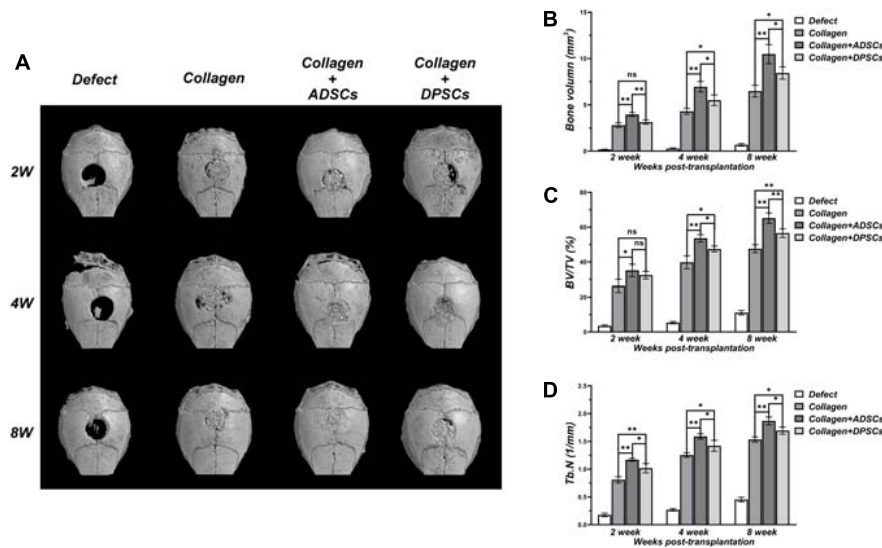 A
Defect
Collagen
Collagen
+
ADSCs
Collagen
+
DPSCs
2W
4W
8W
B
Bone volumn (mm³)
15
10
5
0
ns
**
**
*
**
*
*
**
*
2 week
4 week
8 week
Weeks post-transplantation
Defect
Collagen
Collagen+ADSCs
Collagen+DPSCs
C
BV/TV (%)
80
60
40
20
0
ns
*
ns
*
**
*
**
**
**
2 week
4 week
8 week
Weeks post-transplantation
Defect
Collagen
Collagen+ADSCs
Collagen+DPSCs
D
Tb.N (1/mm)
2.0
1.5
1.0
0.5
0.0
**
**
*
*
**
*
*
**
*
2 week
4 week
8 week
Weeks post-transplantation
Defect
Collagen
Collagen+ADSCs
Collagen+DPSCs